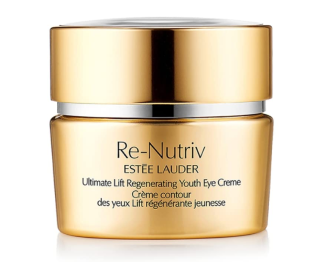 Re-Nutriv
ESTĒE LAUDER
Ultimate Lift Regenerating Youth Eye Creme
Crème contour
des yeux Lift régénérante jeunesse